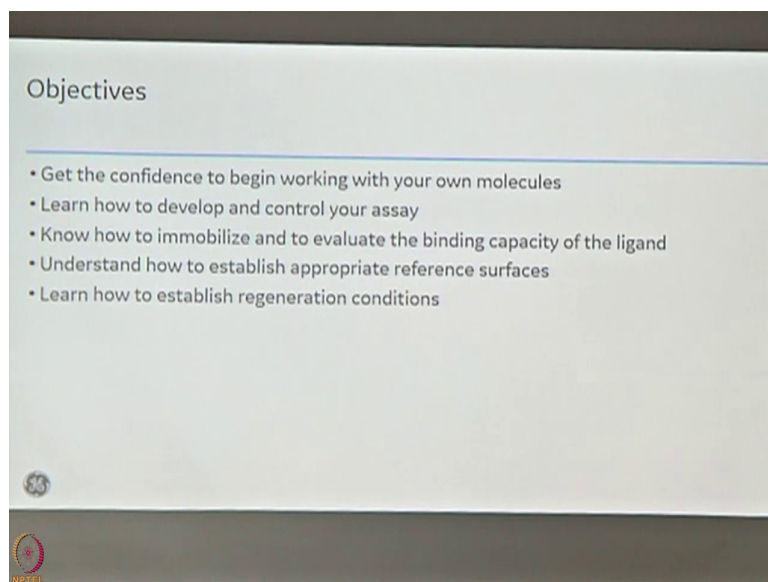 Objectives
• Get the confidence to begin working with your own molecules
• Learn how to develop and control your assay
• Know how to immobilize and to evaluate the binding capacity of the ligand
• Understand how to establish appropriate reference surfaces
• Learn how to establish regeneration conditions
NPTEL